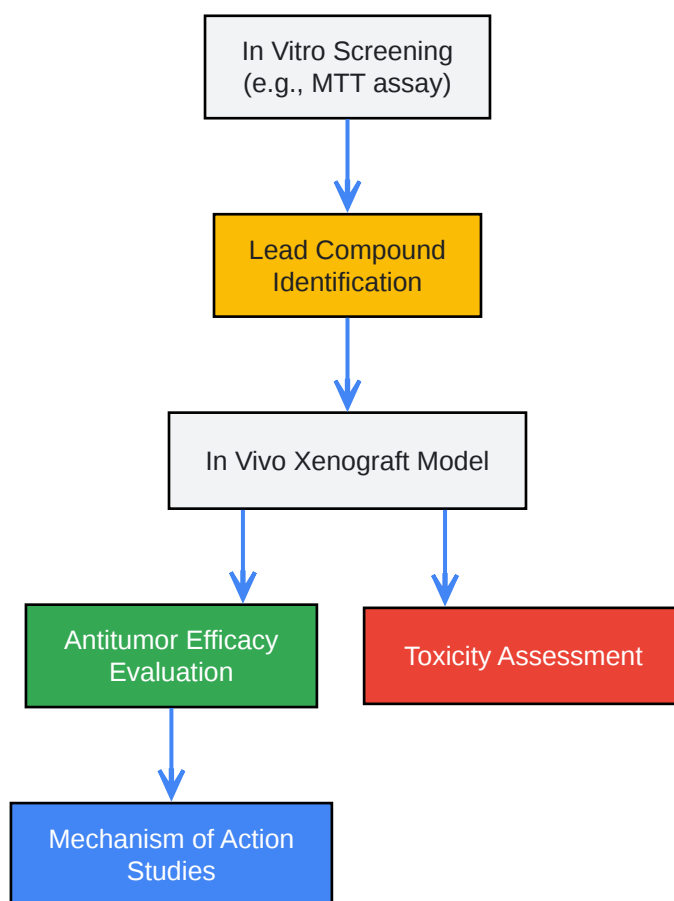 In Vitro Screening
(e.g., MTT assay)
Lead Compound
Identification
In Vivo Xenograft Model
Antitumor Efficacy
Evaluation
Toxicity Assessment
Mechanism of Action
Studies